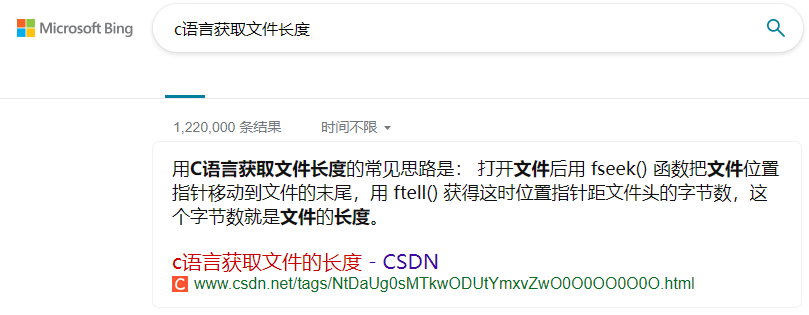 Microsoft Bing
c语言获取文件长度
1,220,000 条结果 时间不限
用C语言获取文件长度的常见思路是： 打开文件后用 fseek() 函数把文件位置
指针移动到文件的末尾，用 ftell() 获得这时位置指针距文件头的字节数，这
个字节数就是文件的长度。
c语言获取文件的长度 - CSDN
C www.csdn.net/tags/NtDaUg0sMTkwODUtYmxvZwO0O0OO0O0O.html